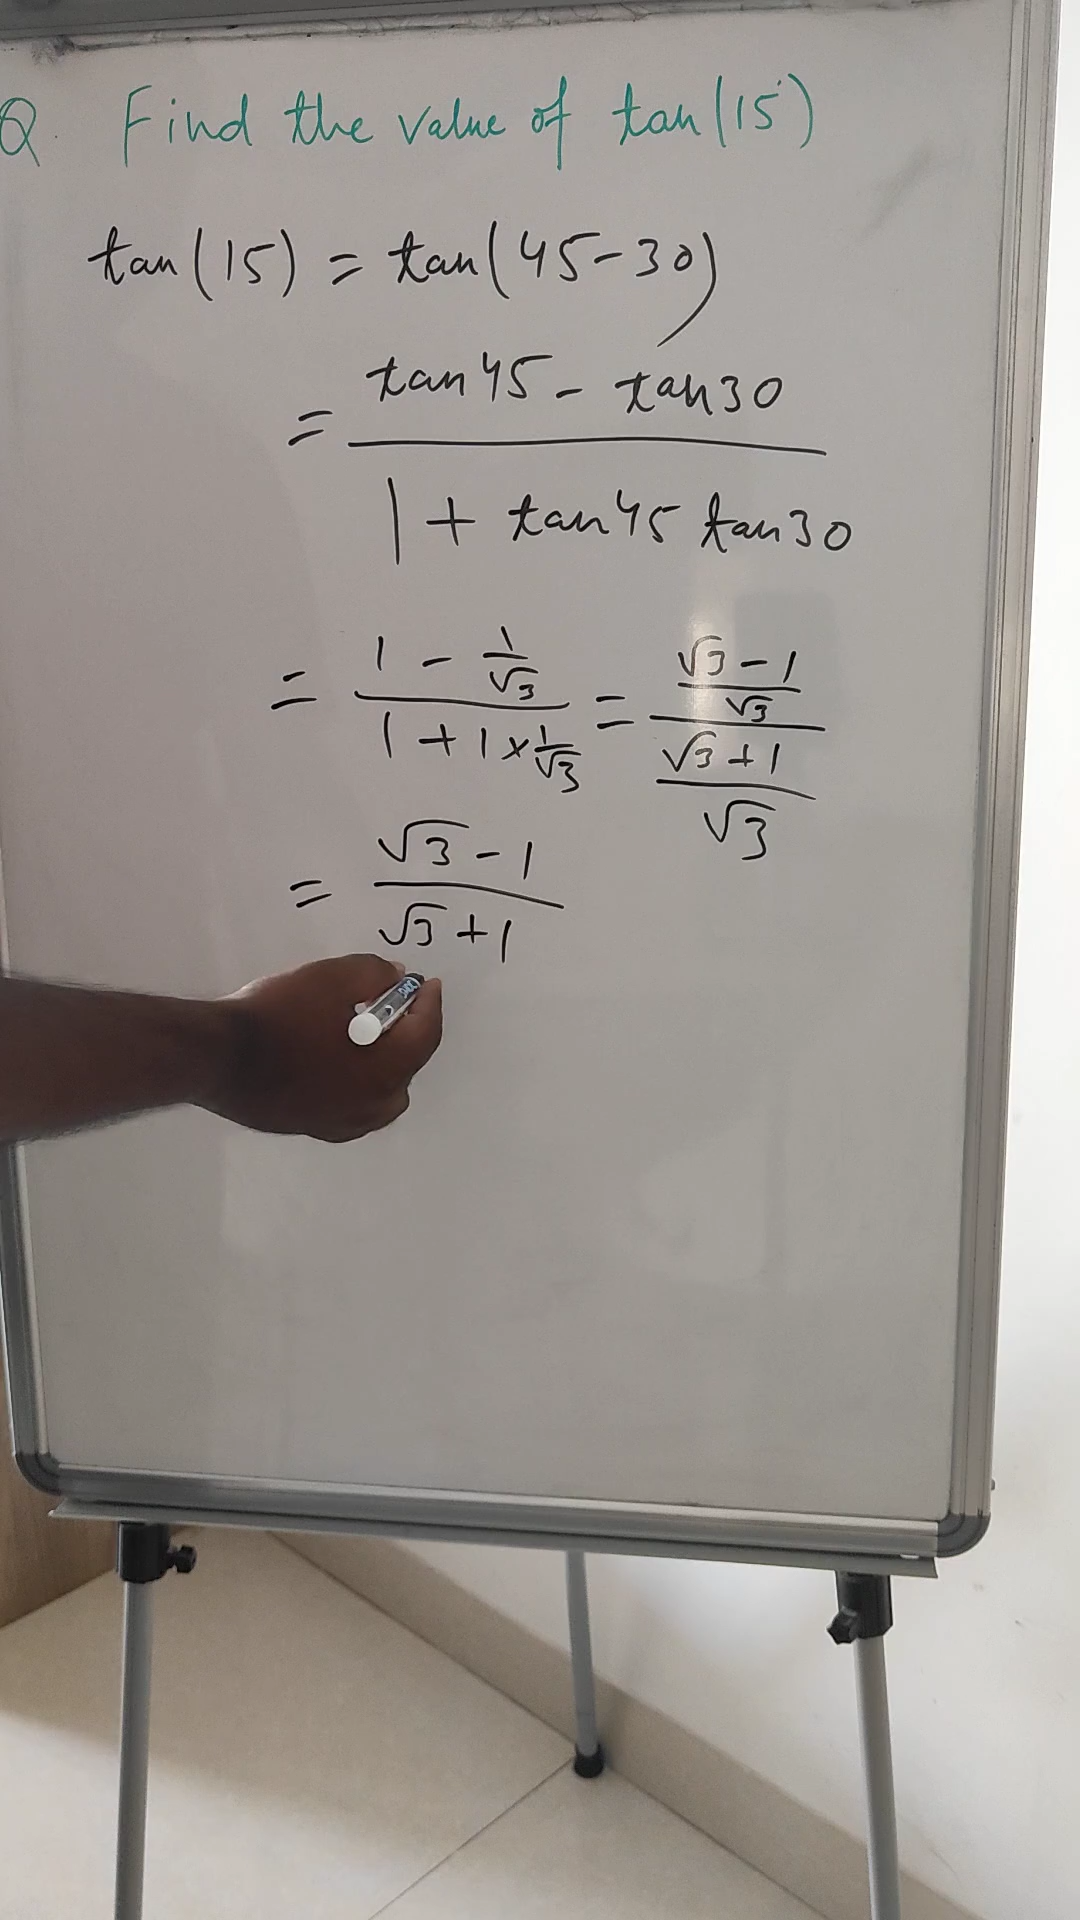 Q. Find the value of tan(15)
tan(15) = tan(45-30)
= (tan45 - tan30) / (1 + tan45 tan30)
= (1 - 1/√3) / (1 + 1×1/√3) = ((√3-1)/√3) / ((√3+1)/√3)
= (√3-1) / (√3+1)